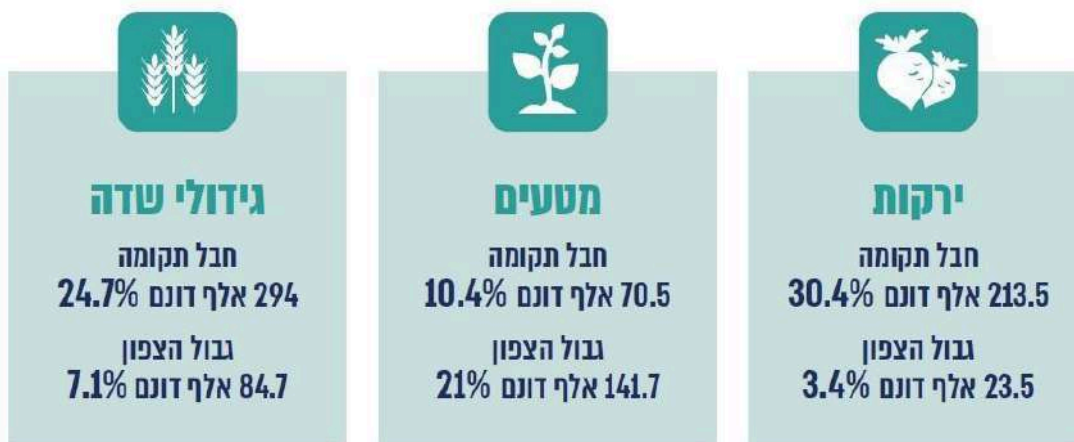 ירקות
חבל תקומה
213.5 אלף דונם 30.4%
גבול הצפון
23.5 אלף דונם 3.4%
מטעים
חבל תקומה
70.5 אלף דונם 10.4%
גבול הצפון
141.7 אלף דונם 21%
גידולי שדה
חבל תקומה
294 אלף דונם 24.7%
גבול הצפון
84.7 אלף דונם 7.1%